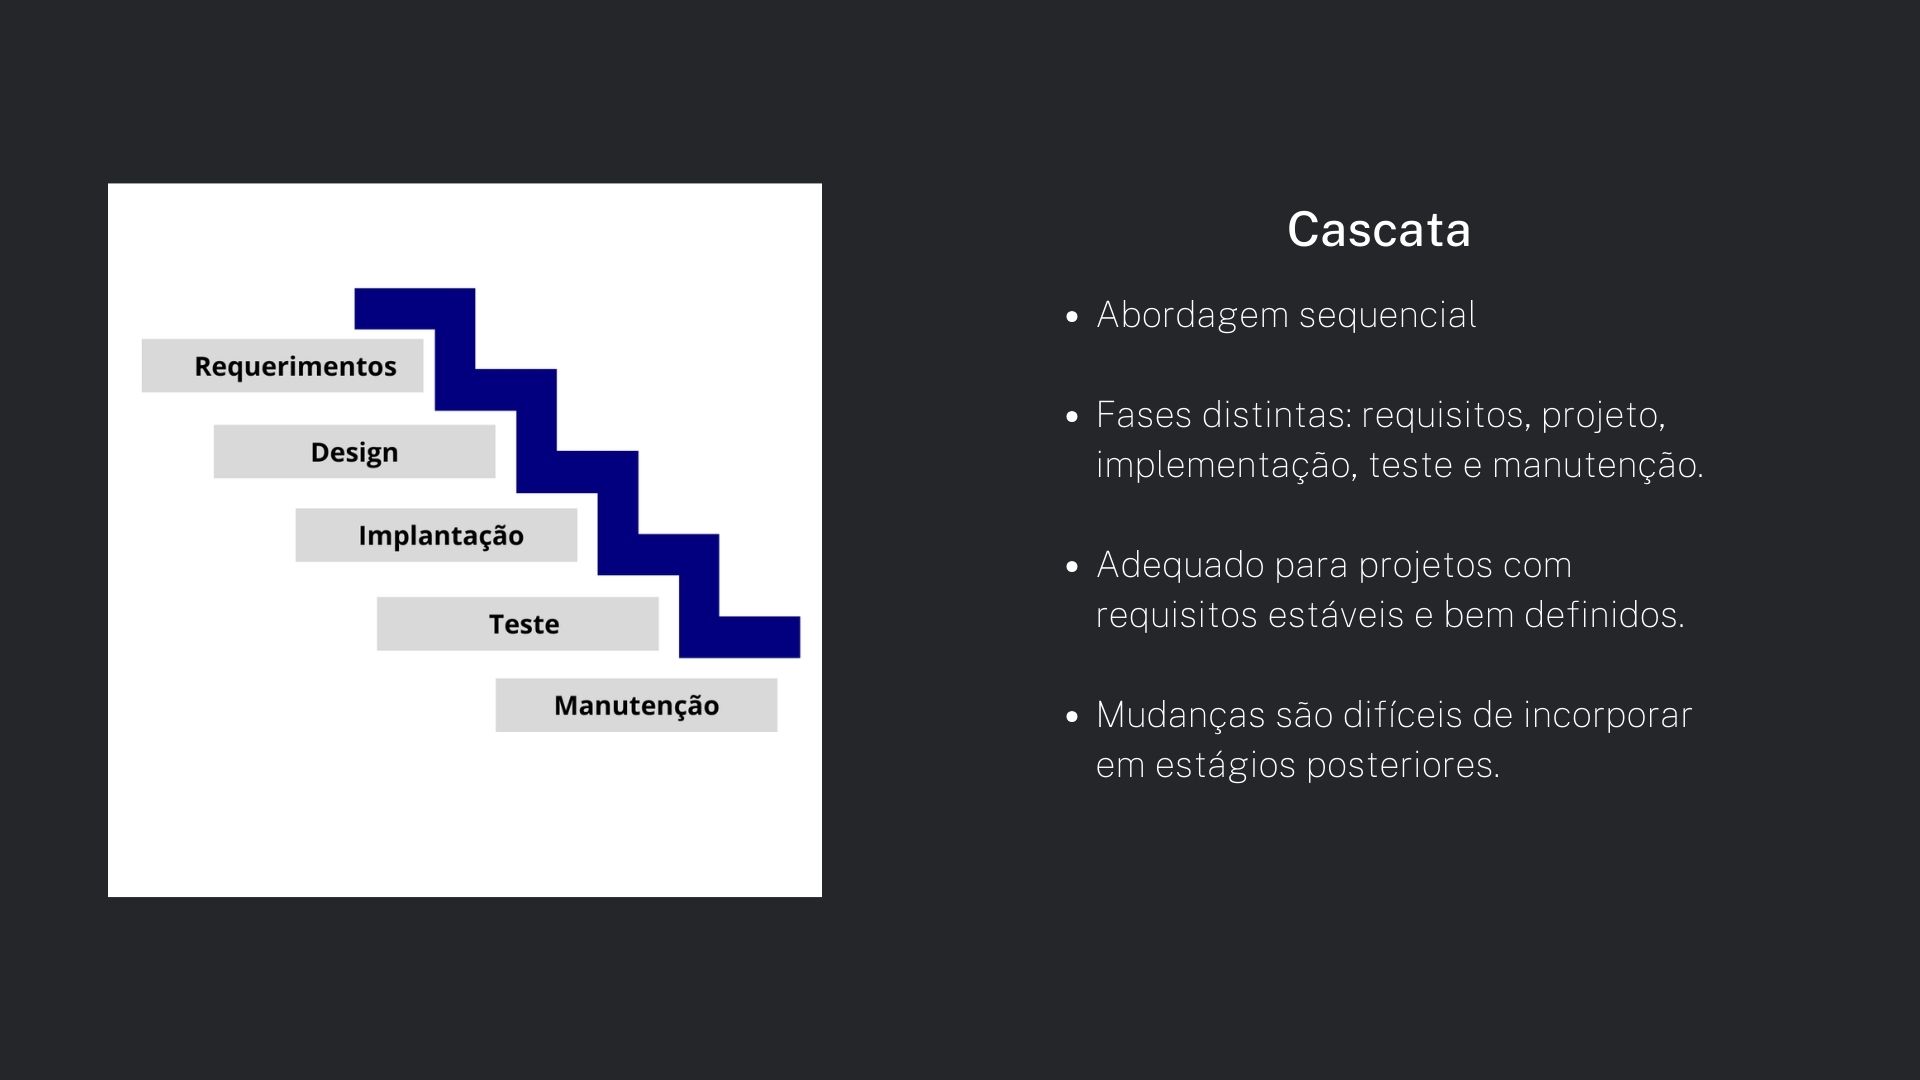 Requerimentos
Design
Implantação
Teste
Manutenção
Cascata
• Abordagem sequencial
• Fases distintas: requisitos, projeto,
implementação, teste e manutenção.
• Adequado para projetos com
requisitos estáveis e bem definidos.
• Mudanças são difíceis de incorporar
em estágios posteriores.